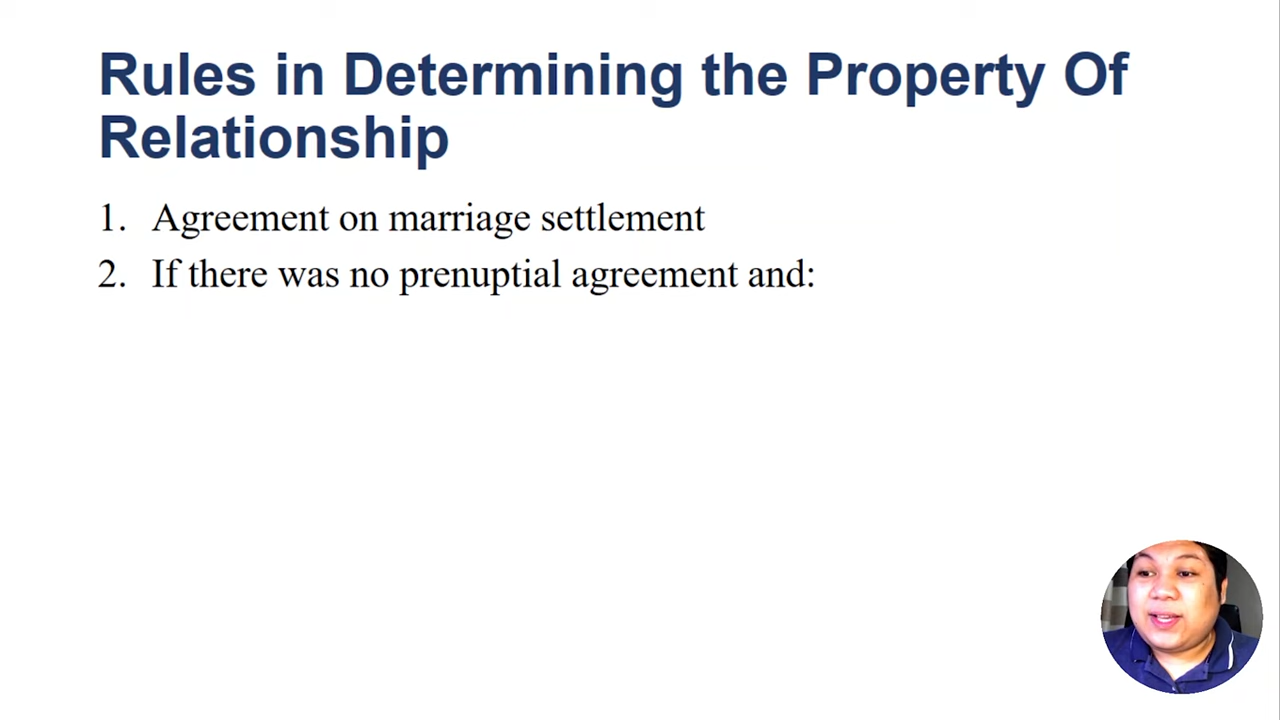 Rules in Determining the Property Of
Relationship
1. Agreement on marriage settlement
2. If there was no prenuptial agreement and: